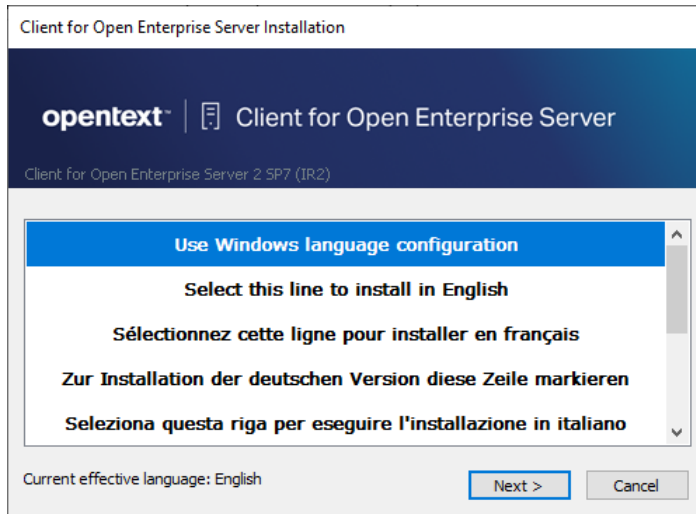 Client for Open Enterprise Server Installation
opentext™ | Client for Open Enterprise Server
Client for Open Enterprise Server 2 SP7 (IR2)
Use Windows language configuration
Select this line to install in English
Sélectionnez cette ligne pour installer en français
Zur Installation der deutschen Version diese Zeile markieren
Seleziona questa riga per eseguire l'installazione in italiano
Current effective language: English
Next >
Cancel